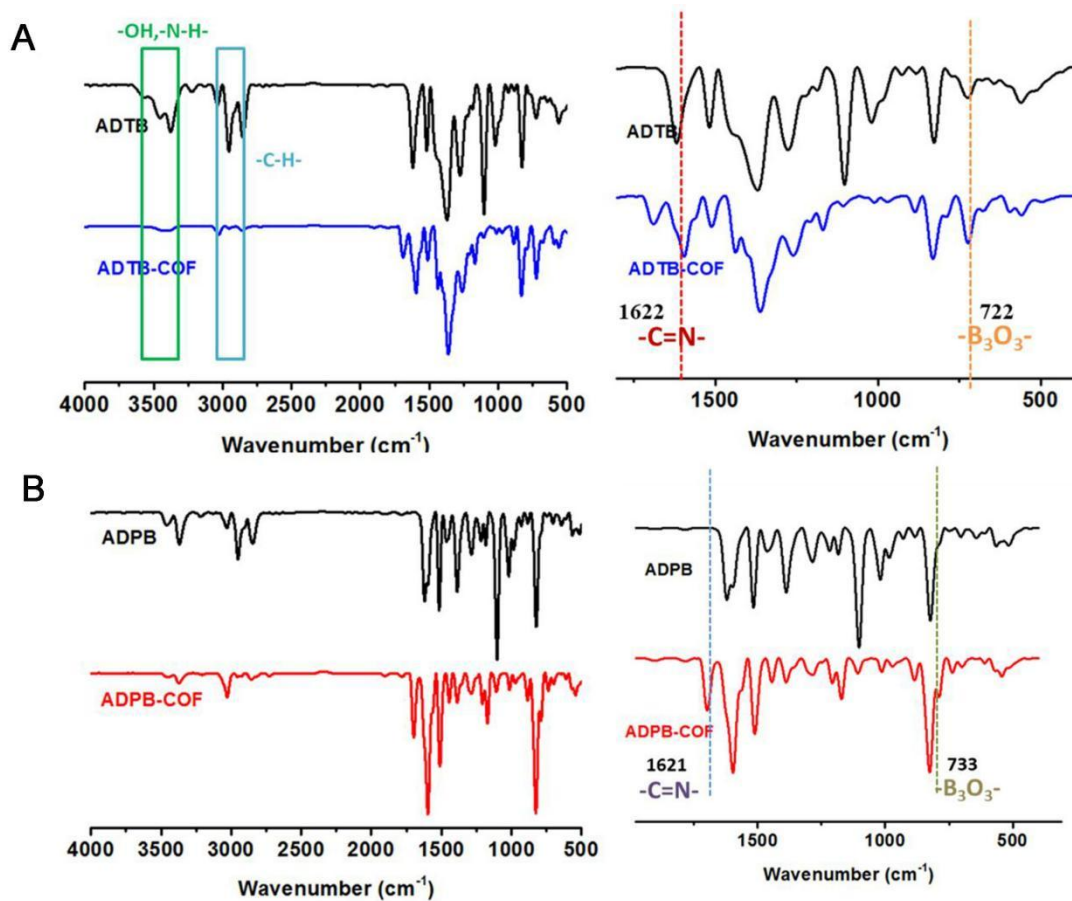 A
-OH,-N-H-
ADTB
-C-H-
ADTB-COF
4000 3500 3000 2500 2000 1500 1000 500
Wavenumber (cm⁻¹)
ADTB
ADTB-COF
1622
-C=N-
722
-B₃O₃-
1500 1000 500
Wavenumber (cm⁻¹)
B
ADPB
ADPB-COF
4000 3500 3000 2500 2000 1500 1000 500
Wavenumber (cm⁻¹)
ADPB
ADPB-COF
1621
-C=N-
733
-B₃O₃-
1500 1000 500
Wavenumber (cm⁻¹)